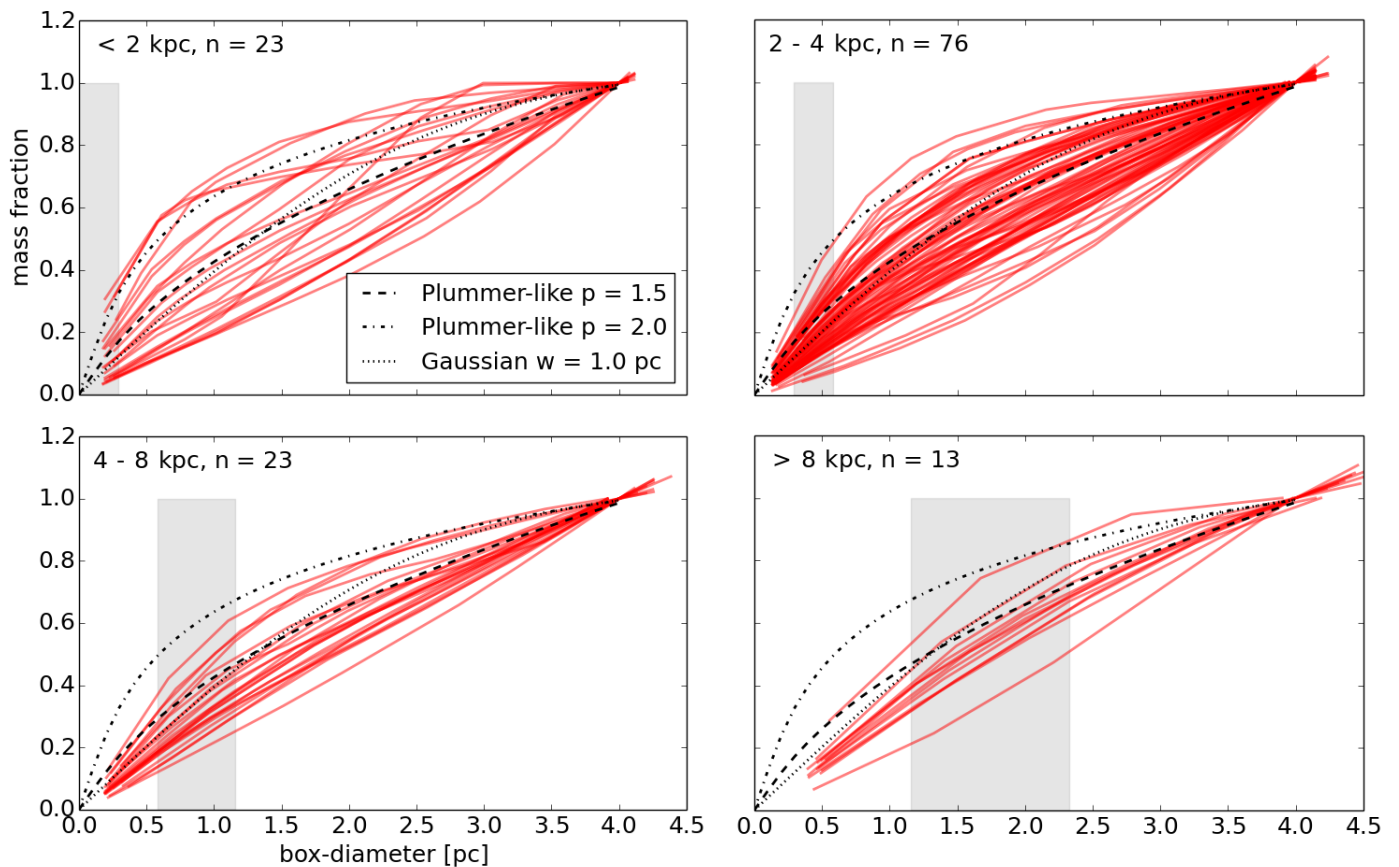 1.2
1.0
0.8
0.6
0.4
0.2
0.0
mass fraction
< 2 kpc, n = 23
Plummer-like p = 1.5
Plummer-like p = 2.0
Gaussian w = 1.0 pc
2 - 4 kpc, n = 76
1.2
1.0
0.8
0.6
0.4
0.2
0.0
4 - 8 kpc, n = 23
0.0 0.5 1.0 1.5 2.0 2.5 3.0 3.5 4.0 4.5
box-diameter [pc]
> 8 kpc, n = 13
0.0 0.5 1.0 1.5 2.0 2.5 3.0 3.5 4.0 4.5